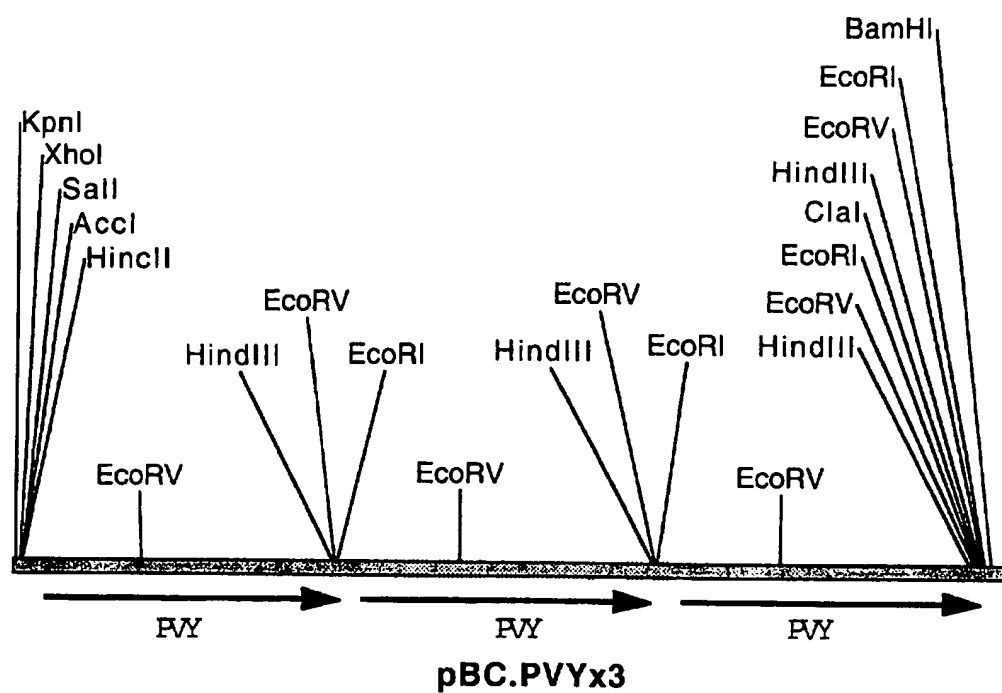 BamHI
EcoRI
EcoRV
HindIII
ClaI
EcoRI
EcoRV
HindIII
KpnI
XhoI
SalI
AccI
HincII
EcoRV
HindIII
EcoRI
EcoRV
HindIII
EcoRI
EcoRV
EcoRV
EcoRV
PVY
PVY
PVY
pBC.PVYx3